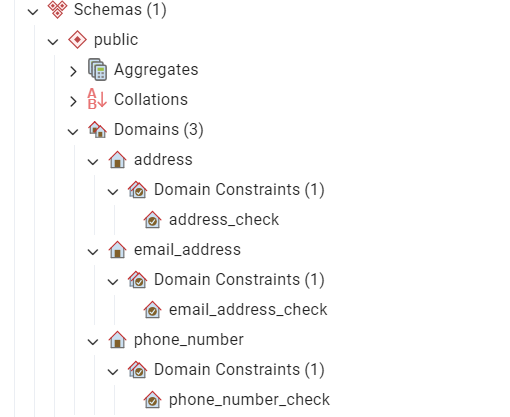 Schemas (1)
public
Aggregates
Collations
Domains (3)
address
Domain Constraints (1)
address_check
email_address
Domain Constraints (1)
email_address_check
phone_number
Domain Constraints (1)
phone_number_check